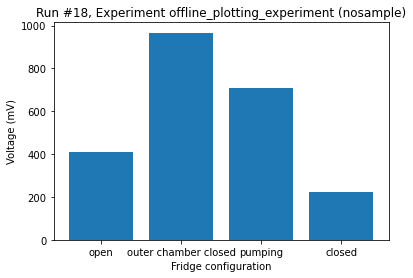 Run #18, Experiment offline_plotting_experiment (nosample)
1000
800
600
400
200
0
Voltage (mV)
open outer chamber closed pumping closed
Fridge configuration